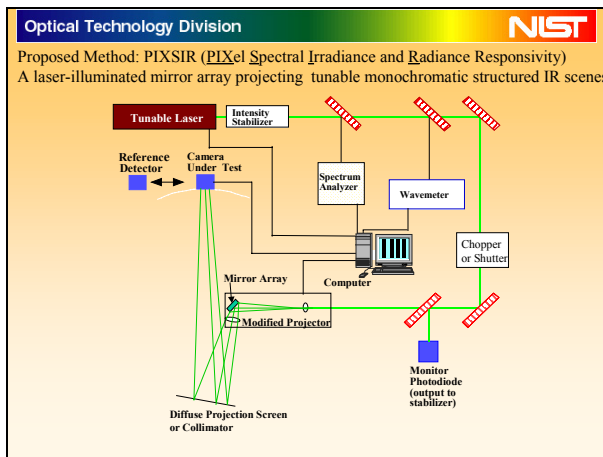 Optical Technology Division
NIST
Proposed Method: PIXSIR (PIXel Spectral Irradiance and Radiance Responsivity)
A laser-illuminated mirror array projecting tunable monochromatic structured IR scenes
Tunable Laser
Intensity
Stabilizer
Reference
Detector
Camera
Under Test
Spectrum
Analyzer
Wavemeter
Chopper
or Shutter
Computer
Mirror Array
Modified Projector
Monitor
Photodiode
(output to
stabilizer)
Diffuse Projection Screen
or Collimator